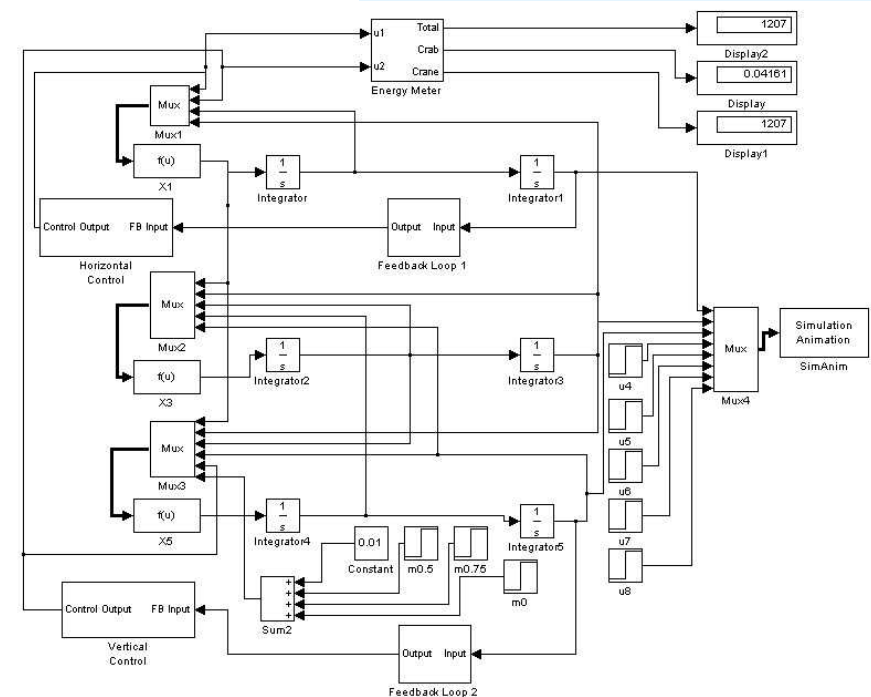 u1
u2
Total
Crab
Crane
Energy Meter
1207
Display2
0.04161
Display
1207
Display1
Mux
Mux1
f(u)
X1
1
s
Integrator
1
s
Integrator1
Control Output
FB Input
Horizontal
Control
Output
Input
Feedback Loop 1
Mux
Mux2
f(u)
X3
1
s
Integrator2
1
s
Integrator3
Mux
Mux4
Simulation
Animation
SimAnim
u4
u5
u6
u7
u8
Mux
Mux3
f(u)
X5
1
s
Integrator4
1
s
Integrator5
0.01
Constant
m0.5
m0.75
m0
+
+
+
+
Sum2
Control Output
FB Input
Vertical
Control
Output
Input
Feedback Loop 2